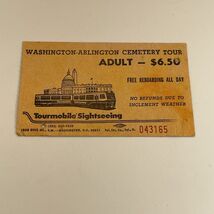 WASHINGTON-ARLINGTON CEMETERY TOUR
ADULT — $6.50
FREE REBOARDING ALL DAY
NO REFUNDS DUE TO
INCLEMENT WEATHER
Tourmobile Sightseeing
WASHINGTON, D.C.
043165